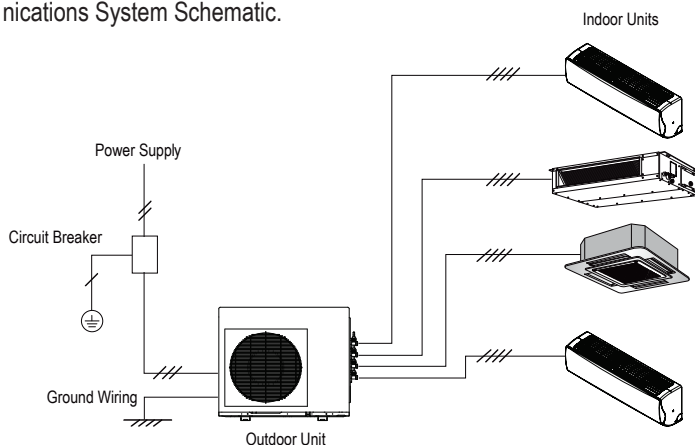 nications System Schematic.
Indoor Units
Power Supply
Circuit Breaker
Ground Wiring
Outdoor Unit